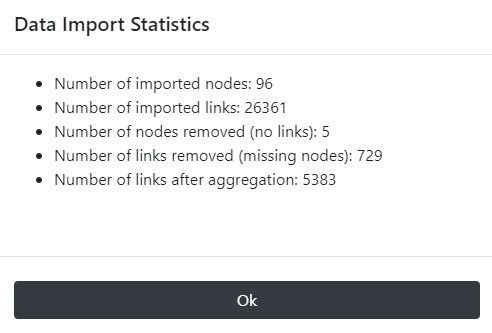 Data Import Statistics
• Number of imported nodes: 96
• Number of imported links: 26361
• Number of nodes removed (no links): 5
• Number of links removed (missing nodes): 729
• Number of links after aggregation: 5383
Ok